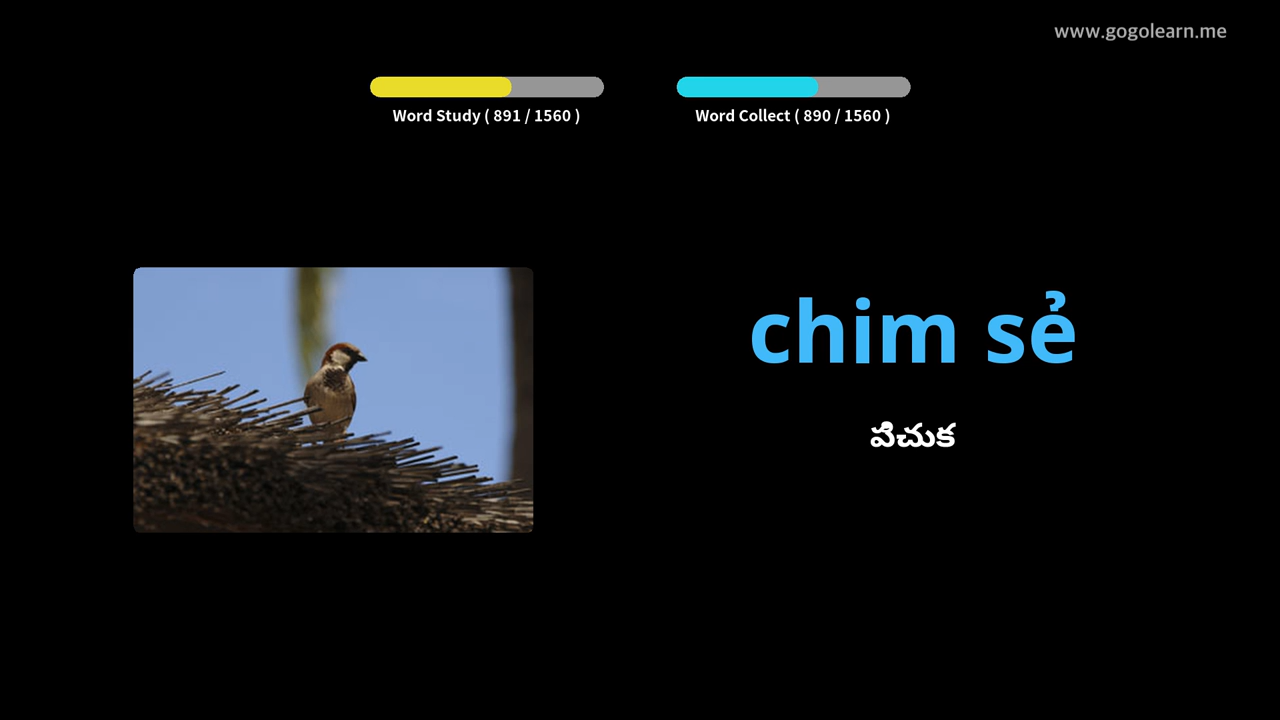 www.gogolearn.me
Word Study ( 891 / 1560 )
Word Collect ( 890 / 1560 )
chim sẻ
పిచుక